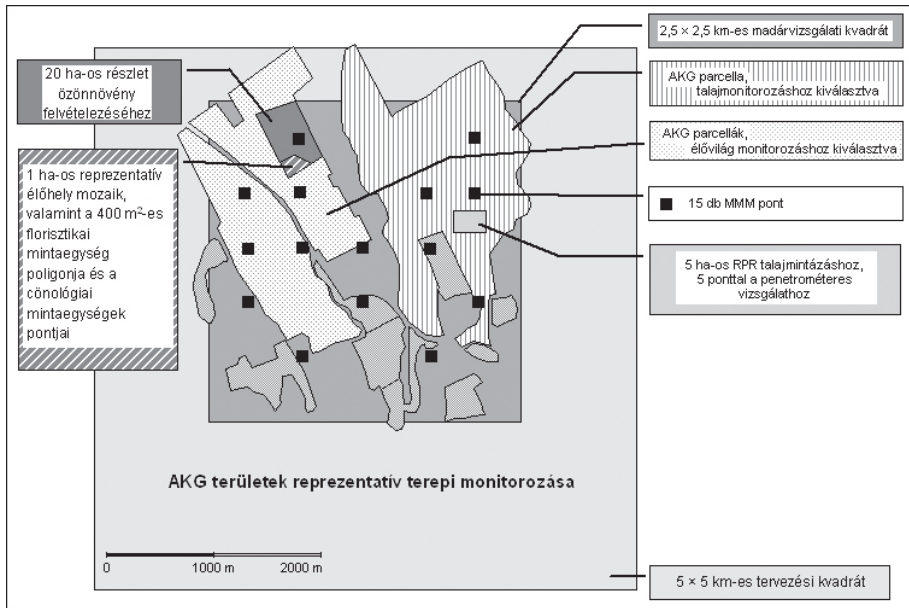 2,5 × 2,5 km-es madárvizsgálati kvadrát
20 ha-os részlet
özönnövény
felvételezéséhez
AKG parcella,
talajmonitorozáshoz kiválasztva
AKG parcellák,
élővilág monitorozáshoz kiválasztva
1 ha-os reprezentatív
élőhely mozaik,
valamint a 400 m²-es
florisztikai
mintaegység
poligonja és a
cönológiai
mintaegységek
pontjai
15 db MMM pont
5 ha-os RPR talajmintázáshoz,
5 ponttal a penetrométeres
vizsgálathoz
AKG területek reprezentatív terepi monitorozása
0 1000 m 2000 m
5 × 5 km-es tervezési kvadrát